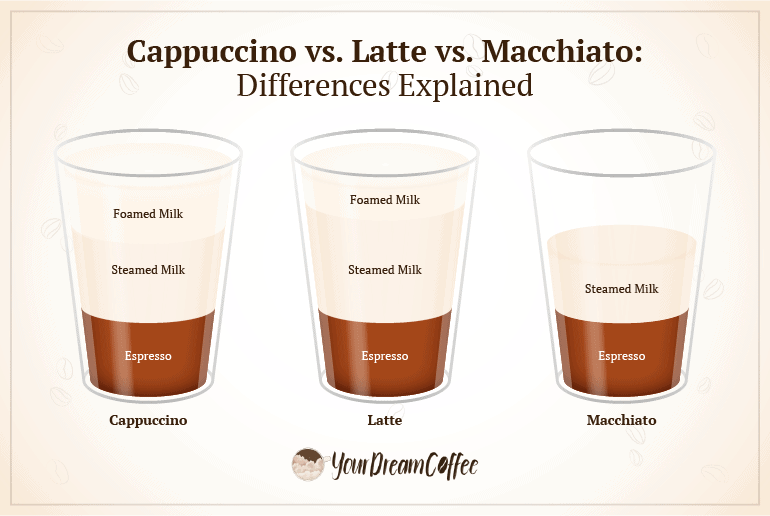 Cappuccino vs. Latte vs. Macchiato:
Differences Explained
Foamed Milk
Steamed Milk
Espresso
Cappuccino
Foamed Milk
Steamed Milk
Espresso
Latte
Steamed Milk
Espresso
Macchiato
YourDreamCoffee